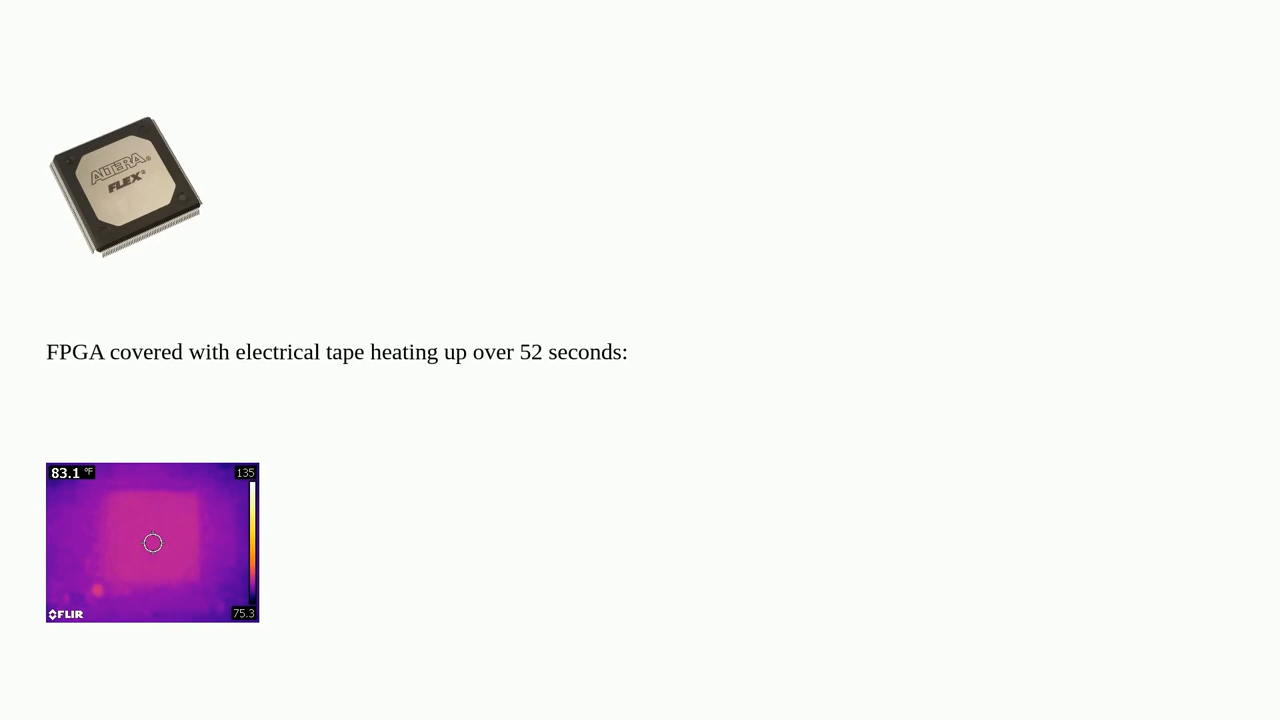 ALTERA®
FLEX®
FPGA covered with electrical tape heating up over 52 seconds:
83.1 °F
135
75.3
FLIR